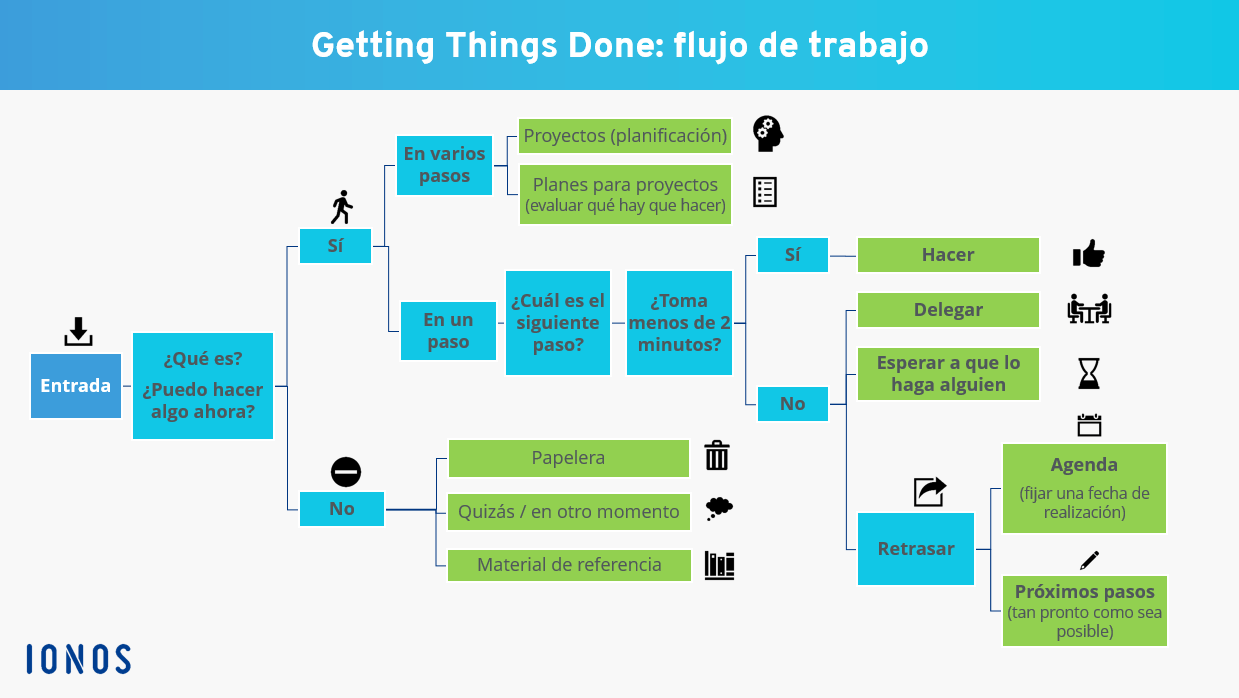 Getting Things Done: flujo de trabajo
Entrada
¿Qué es?
¿Puedo hacer
algo ahora?
Sí
En varios
pasos
Proyectos (planificación)
Planes para proyectos
(evaluar qué hay que hacer)
En un
paso
¿Cuál es el
siguiente
paso?
¿Toma
menos de 2
minutos?
Sí
Hacer
No
Delegar
Esperar a que lo
haga alguien
Retrasar
Agenda
(fijar una fecha de
realización)
Próximos pasos
(tan pronto como sea
posible)
No
Papelera
Quizás / en otro momento
Material de referencia
IONOS